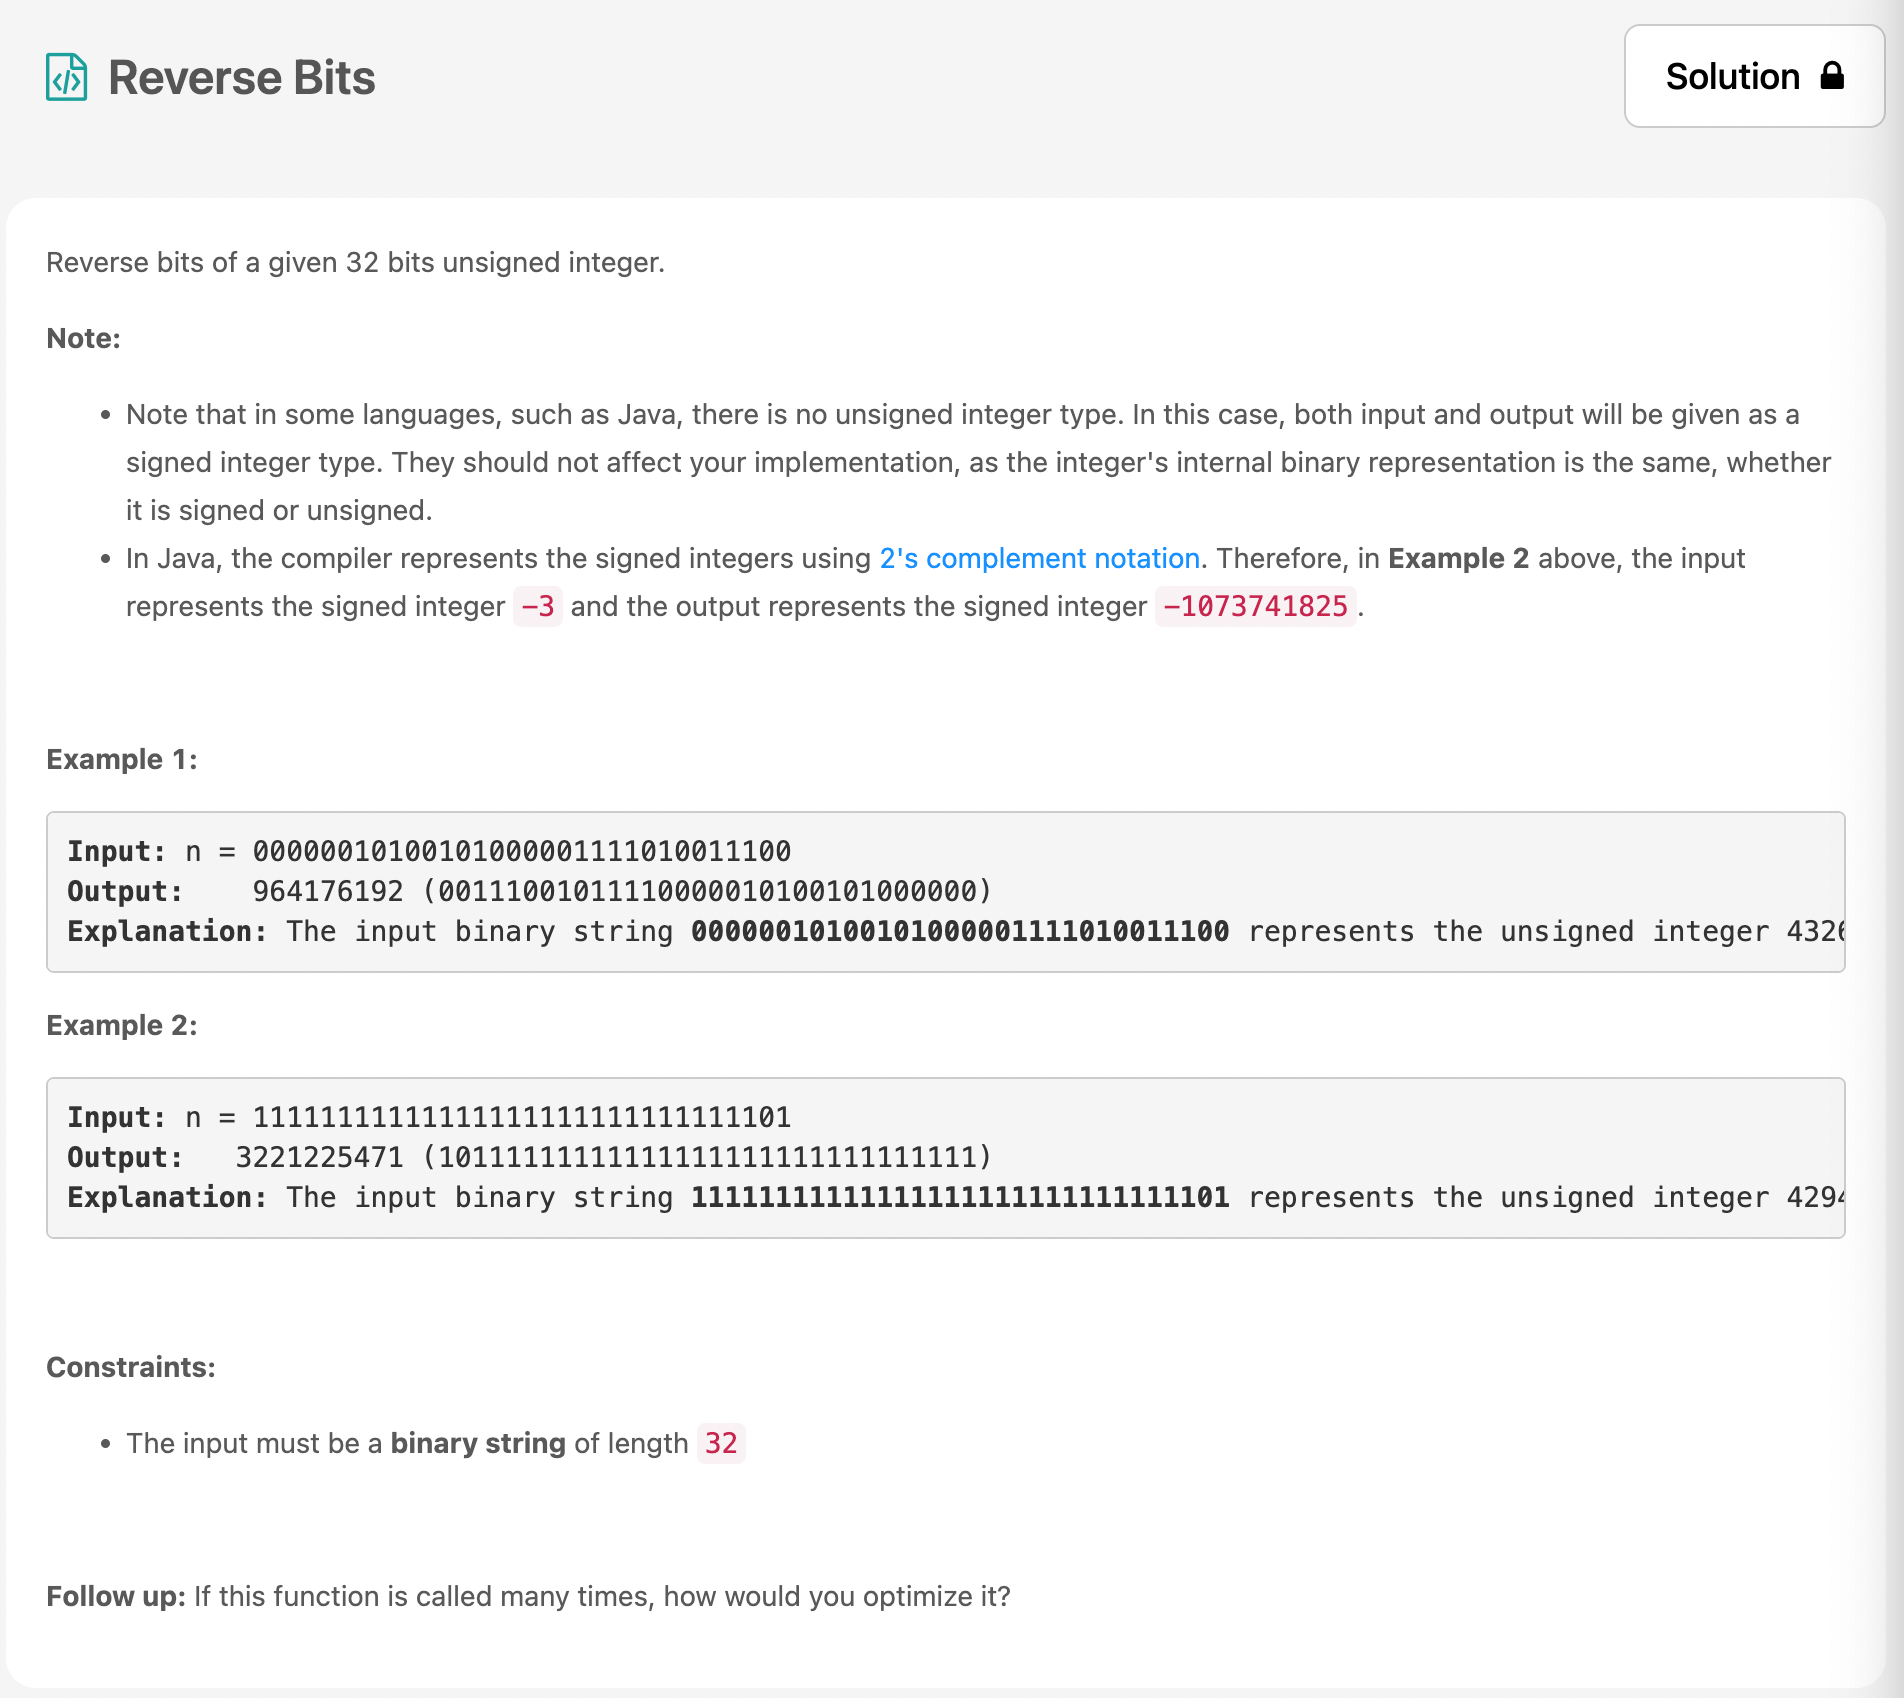 Reverse Bits
Solution
Reverse bits of a given 32 bits unsigned integer.
Note:
• Note that in some languages, such as Java, there is no unsigned integer type. In this case, both input and output will be given as a
signed integer type. They should not affect your implementation, as the integer's internal binary representation is the same, whether
it is signed or unsigned.
• In Java, the compiler represents the signed integers using 2's complement notation. Therefore, in Example 2 above, the input
represents the signed integer -3 and the output represents the signed integer -1073741825.
Example 1:
Input: n = 00000010100101000001111010011100
Output:    964176192 (00111001011110000010100101000000)
Explanation: The input binary string 00000010100101000001111010011100 represents the unsigned integer 4326
Example 2:
Input: n = 11111111111111111111111111111101
Output:   3221225471 (10111111111111111111111111111111)
Explanation: The input binary string 11111111111111111111111111111101 represents the unsigned integer 4294
Constraints:
• The input must be a binary string of length 32
Follow up: If this function is called many times, how would you optimize it?